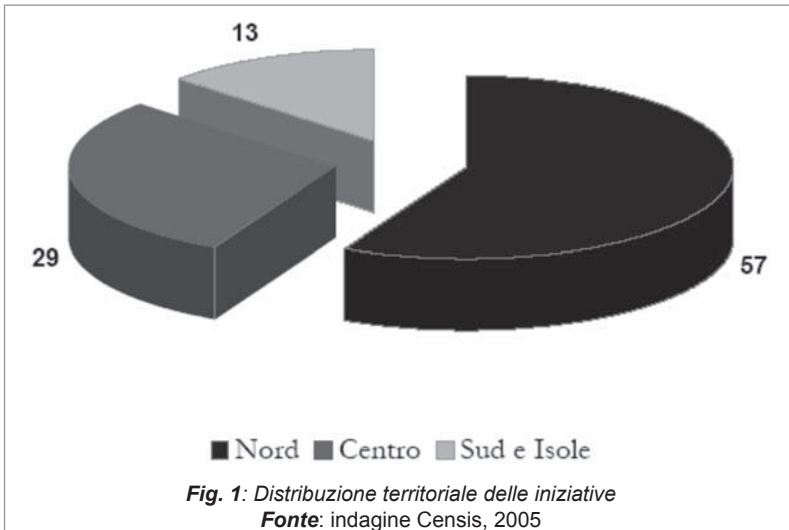 13
29
57
Nord Centro Sud e Isole
Fig. 1: Distribuzione territoriale delle iniziative
Fonte: indagine Censis, 2005